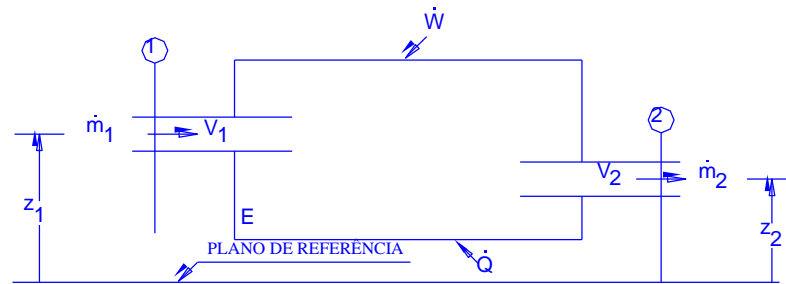 Ẇ
1
2
ṁ1
V1
V2
ṁ2
z1
E
z2
PLANO DE REFERÊNCIA
Q̇